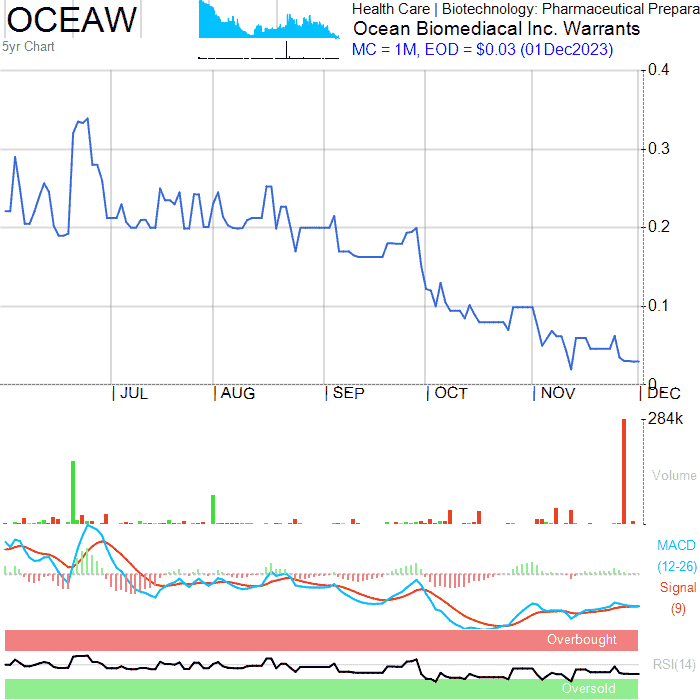 OCEAW
5yr Chart
Health Care | Biotechnology: Pharmaceutical Prepara
Ocean Biomediacal Inc. Warrants
MC = 1M, EOD = $0.03 (01Dec2023)
0.4
0.3
0.2
0.1
0
JUL AUG SEP OCT NOV DEC
284k
Volume
MACD
(12-26)
Signal
(9)
Overbought
RSI(14)
Oversold